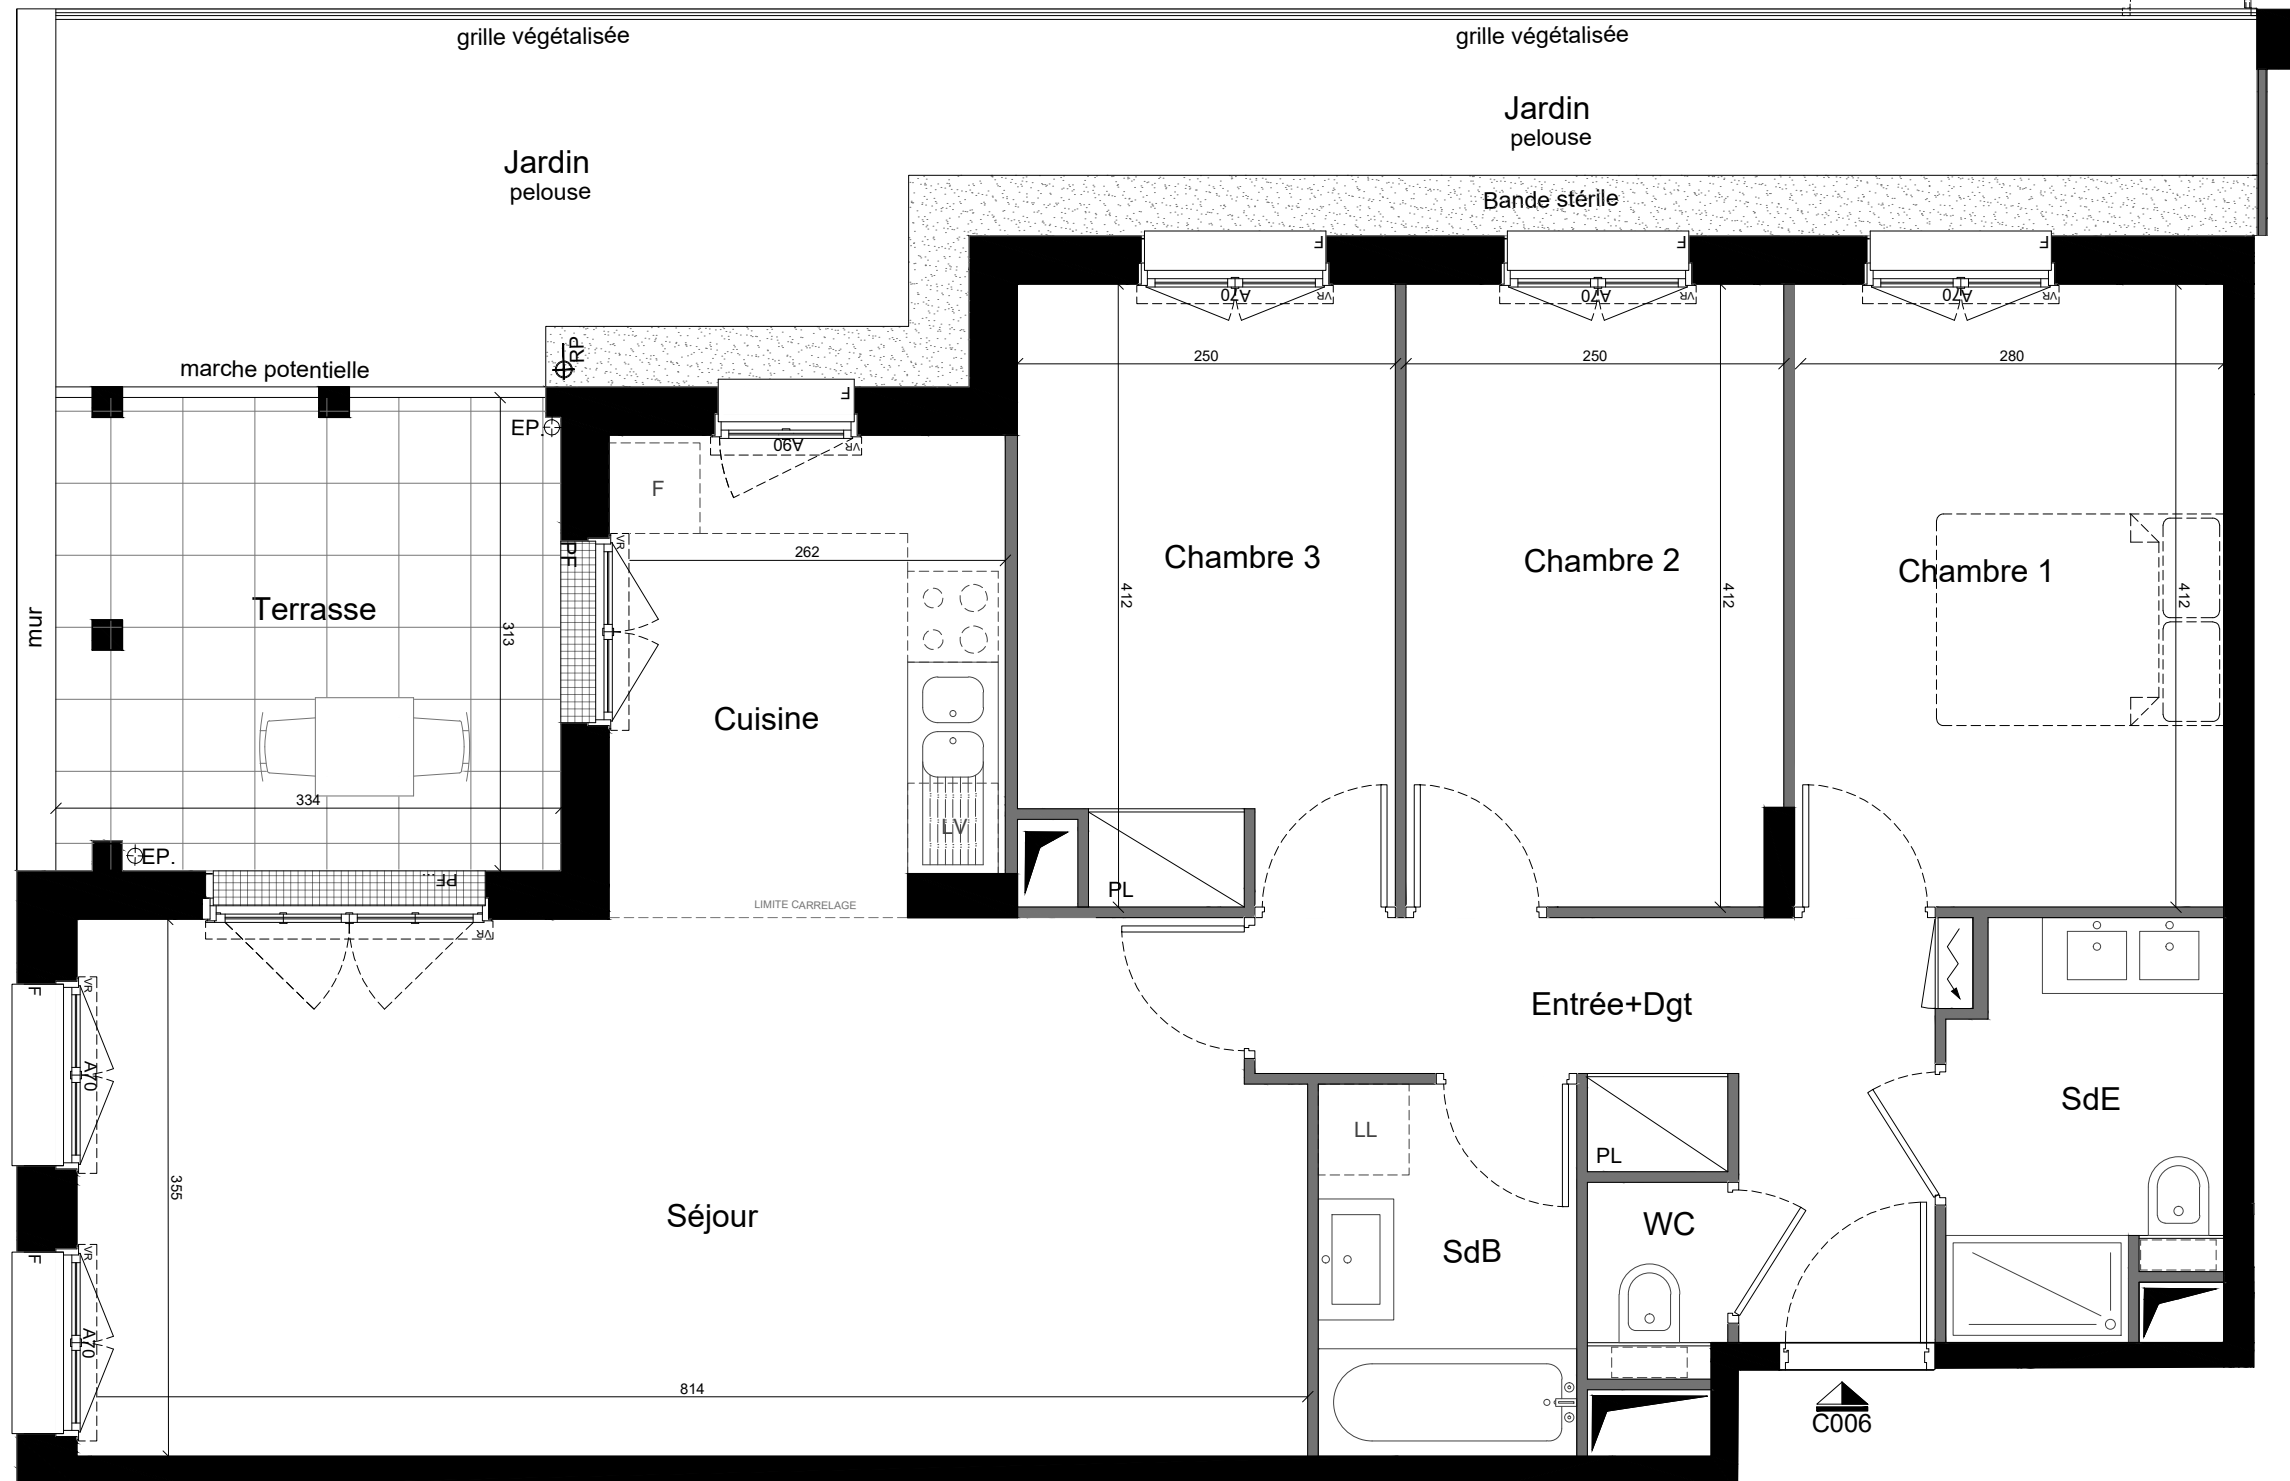 grille végétalisée
grille végétalisée
Jardin
pelouse
Jardin
pelouse
Bande stérile
F
F
F
A70
VR
A70
VR
A70
VR
marche potentielle
RP
250
250
280
EP.
F
A90
VR
F
VR
PF
262
Chambre 3
Chambre 2
Chambre 1
412
412
412
mur
Terrasse
313
Cuisine
334
LV
EP.
PF...
VR
PL
LIMITE CARRELAGE
F
VR
A70
Entrée+Dgt
SdE
LL
PL
355
Séjour
WC
SdB
F
VR
A70
814
C006